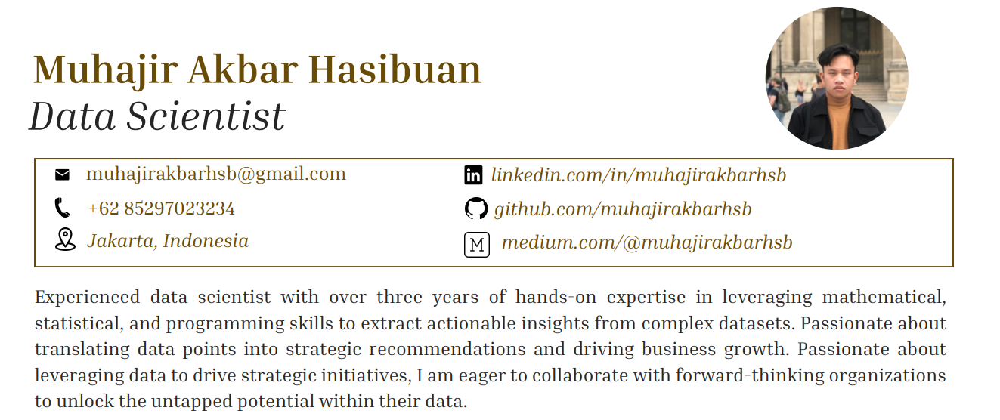 Muhajir Akbar Hasibuan
Data Scientist
muhajirakbarhsb@gmail.com
+62 85297023234
Jakarta, Indonesia
linkedin.com/in/muhajirakbarhsb
github.com/muhajirakbarhsb
M medium.com/@muhajirakbarhsb
Experienced data scientist with over three years of hands-on expertise in leveraging mathematical,
statistical, and programming skills to extract actionable insights from complex datasets. Passionate about
translating data points into strategic recommendations and driving business growth. Passionate about
leveraging data to drive strategic initiatives, I am eager to collaborate with forward-thinking organizations
to unlock the untapped potential within their data.